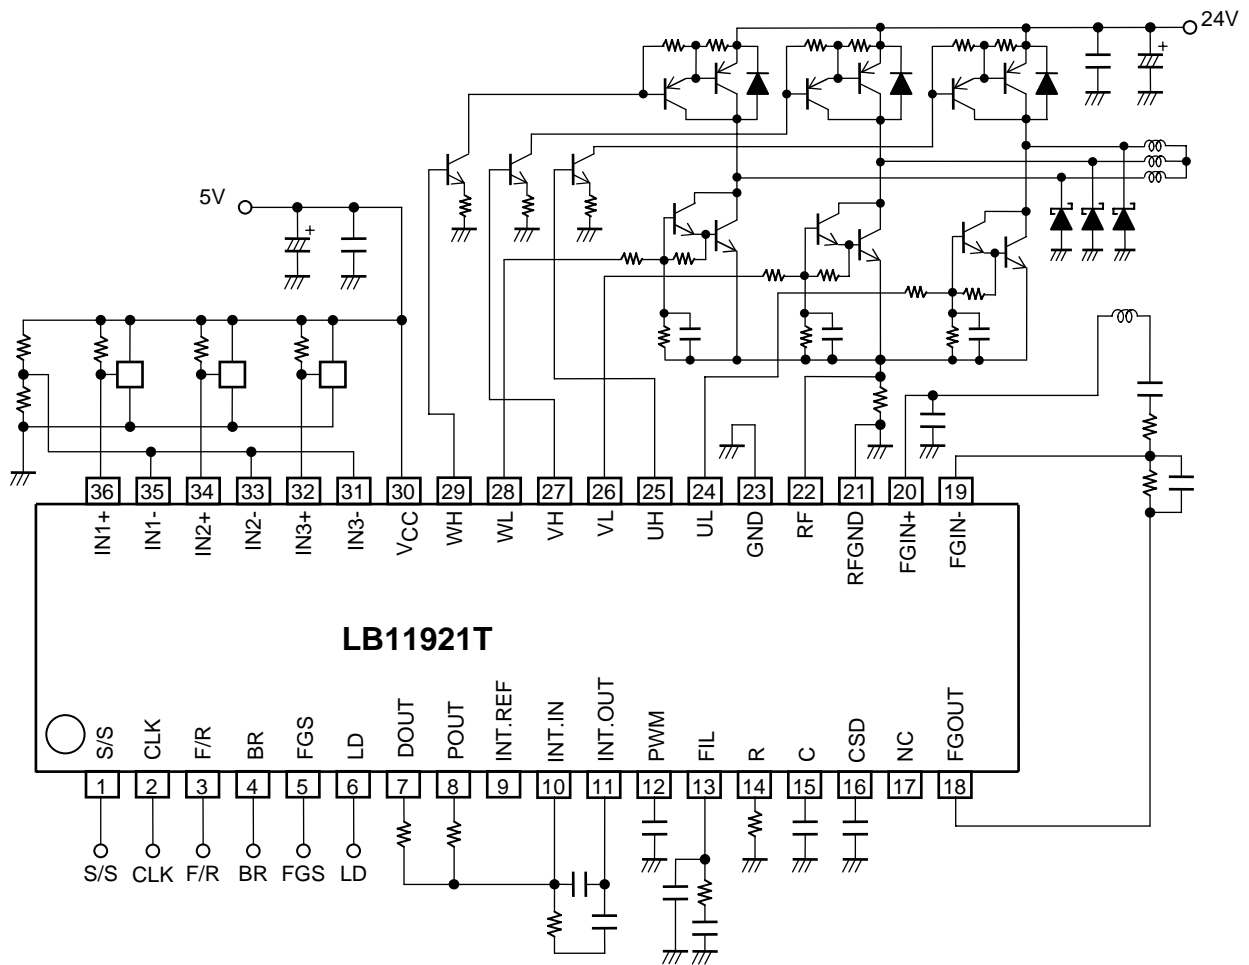 24V
+
5V
+
36 35 34 33 32 31 30 29 28 27 26 25 24 23 22 21 20 19
IN1+ IN1- IN2+ IN2- IN3+ IN3- VCC WH WL VH VL UH UL GND RF RFGND FGIN+ FGIN-
LB11921T
S/S CLK F/R BR FGS LD DOUT POUT INT.REF INT.IN INT.OUT PWM FIL R C CSD NC FGOUT
1 2 3 4 5 6 7 8 9 10 11 12 13 14 15 16 17 18
S/S CLK F/R BR FGS LD